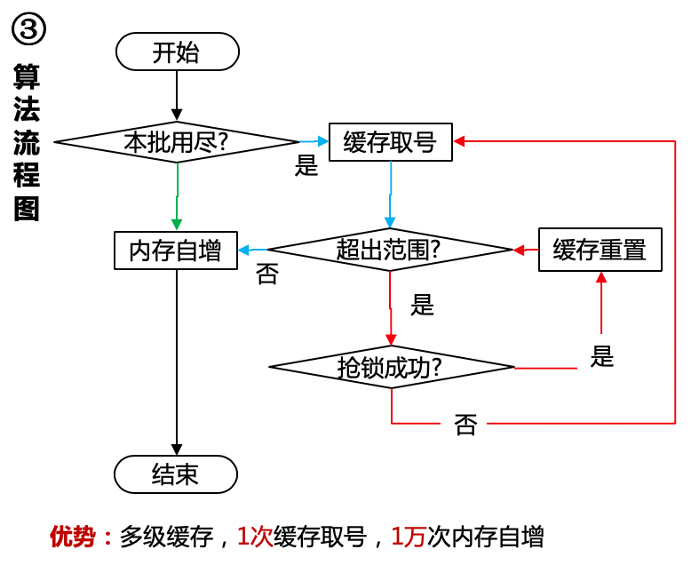 ③
算法流程图
开始
本批用尽?
是
缓存取号
内存自增
否
超出范围?
缓存重置
是
抢锁成功?
是
否
结束
优势：多级缓存，1次缓存取号，1万次内存自增